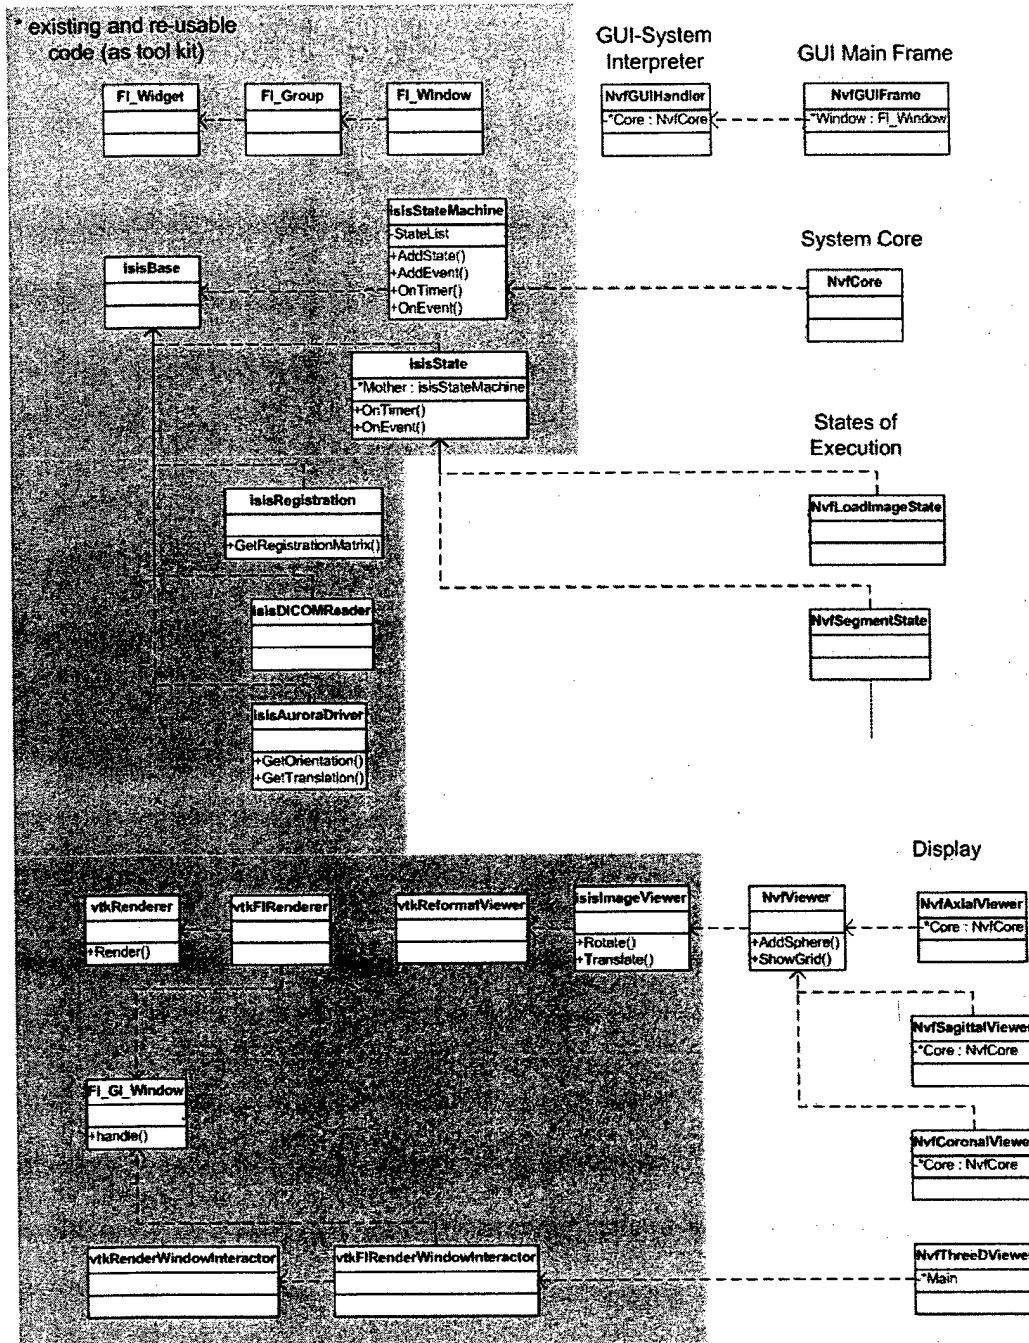 * existing and re-usable
code (as tool kit)
GUI-System
Interpreter
GUI Main Frame
Fl_Widget
Fl_Group
Fl_Window
NvfGUIHandler
-*Core : NvfCore
NvfGUIFrame
-*Window : Fl_Window
isisStateMachine
-StateList
+AddState()
+AddEvent()
+OnTimer()
+OnEvent()
isisBase
System Core
NvfCore
isisState
-*Mother : isisStateMachine
+OnTimer()
+OnEvent()
States of
Execution
isisRegistration
+GetRegistrationMatrix()
NvfLoadImageState
isisDICOMReader
NvfSegmentState
isisAuroraDriver
+GetOrientation()
+GetTranslation()
Display
vtkRenderer
+Render()
vtkFlRenderer
vtkReformatViewer
isisImageViewer
+Rotate()
+Translate()
NvfViewer
+AddSphere()
+ShowGrid()
NvfAxialViewer
-*Core : NvfCore
NvfSagittalViewer
-*Core : NvfCore
Fl_Gl_Window
+handle()
NvfCoronalViewer
-*Core : NvfCore
vtkRenderWindowInteractor
vtkFlRenderWindowInteractor
NvfThreeDViewer
-*Main